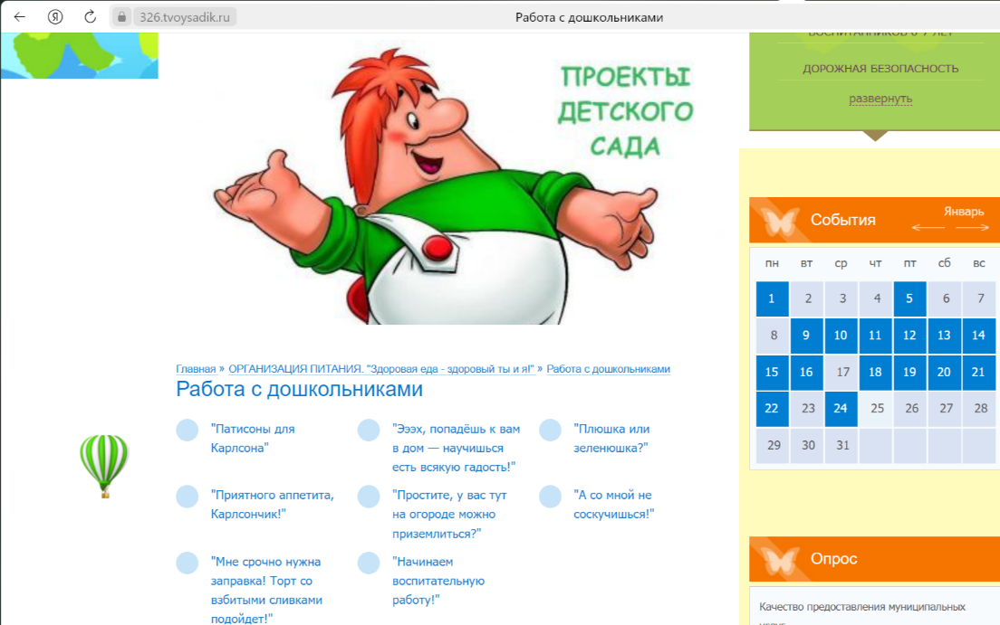 326.tvoysadik.ru
Работа с дошкольниками
ПРОЕКТЫ
ДЕТСКОГО
САДА
ВОСПИТАННИКОВ 6-7 ЛЕТ
ДОРОЖНАЯ БЕЗОПАСНОСТЬ
развернуть
События
Январь
пн вт ср чт пт сб вс
1 2 3 4 5 6 7
8 9 10 11 12 13 14
15 16 17 18 19 20 21
22 23 24 25 26 27 28
29 30 31
Главная » ОРГАНИЗАЦИЯ ПИТАНИЯ. "Здоровая еда - здоровый ты и я!" » Работа с дошкольниками
Работа с дошкольниками
"Патисоны для
Карлсона"
"Эээх, попадёшь к вам
в дом — научишься
есть всякую гадость!"
"Плюшка или
зеленюшка?"
"Приятного аппетита,
Карлсончик!"
"Простите, у вас тут
на огороде можно
приземлиться?"
"А со мной не
соскучишься!"
"Мне срочно нужна
заправка! Торт со
взбитыми сливками
подойдет!"
"Начинаем
воспитательную
работу!"
Опрос
Качество предоставления муниципальных